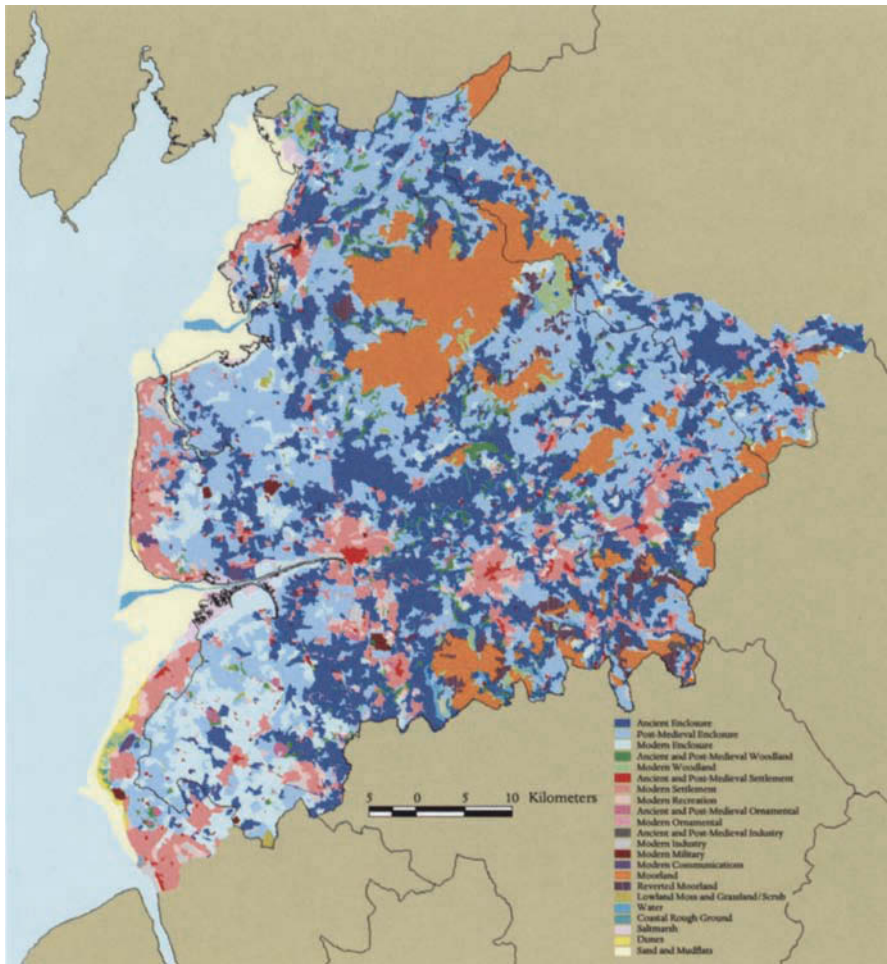 Ancient Enclosure
Post-Medieval Enclosure
Modern Enclosure
Ancient and Post-Medieval Woodland
Modern Woodland
Ancient and Post-Medieval Settlement
Modern Settlement
Modern Recreation
Ancient and Post-Medieval Ornamental
Modern Ornamental
Ancient and Post-Medieval Industry
Modern Industry
Modern Military
Modern Communications
Moorland
Reverted Moorland
Lowland Moss and Grassland/Scrub
Water
Coastal Rough Ground
Saltmarsh
Dunes
Sand and Mudflats
5 0 5 10 Kilometers